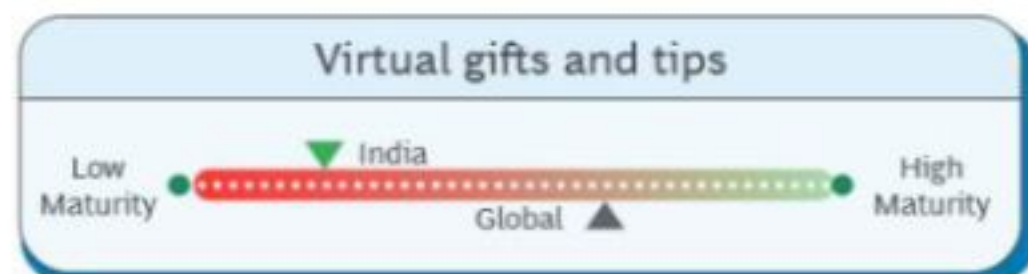 Virtual gifts and tips
India
Low
Maturity
High
Maturity
Global